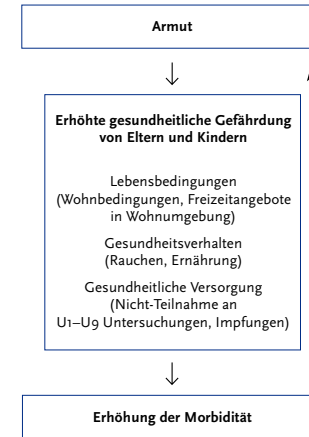 Armut
Erhöhte gesundheitliche Gefährdung
von Eltern und Kindern
Lebensbedingungen
(Wohnbedingungen, Freizeitangebote
in Wohnumgebung)
Gesundheitsverhalten
(Rauchen, Ernährung)
Gesundheitliche Versorgung
(Nicht-Teilnahme an
U1–U9 Untersuchungen, Impfungen)
Erhöhung der Morbidität